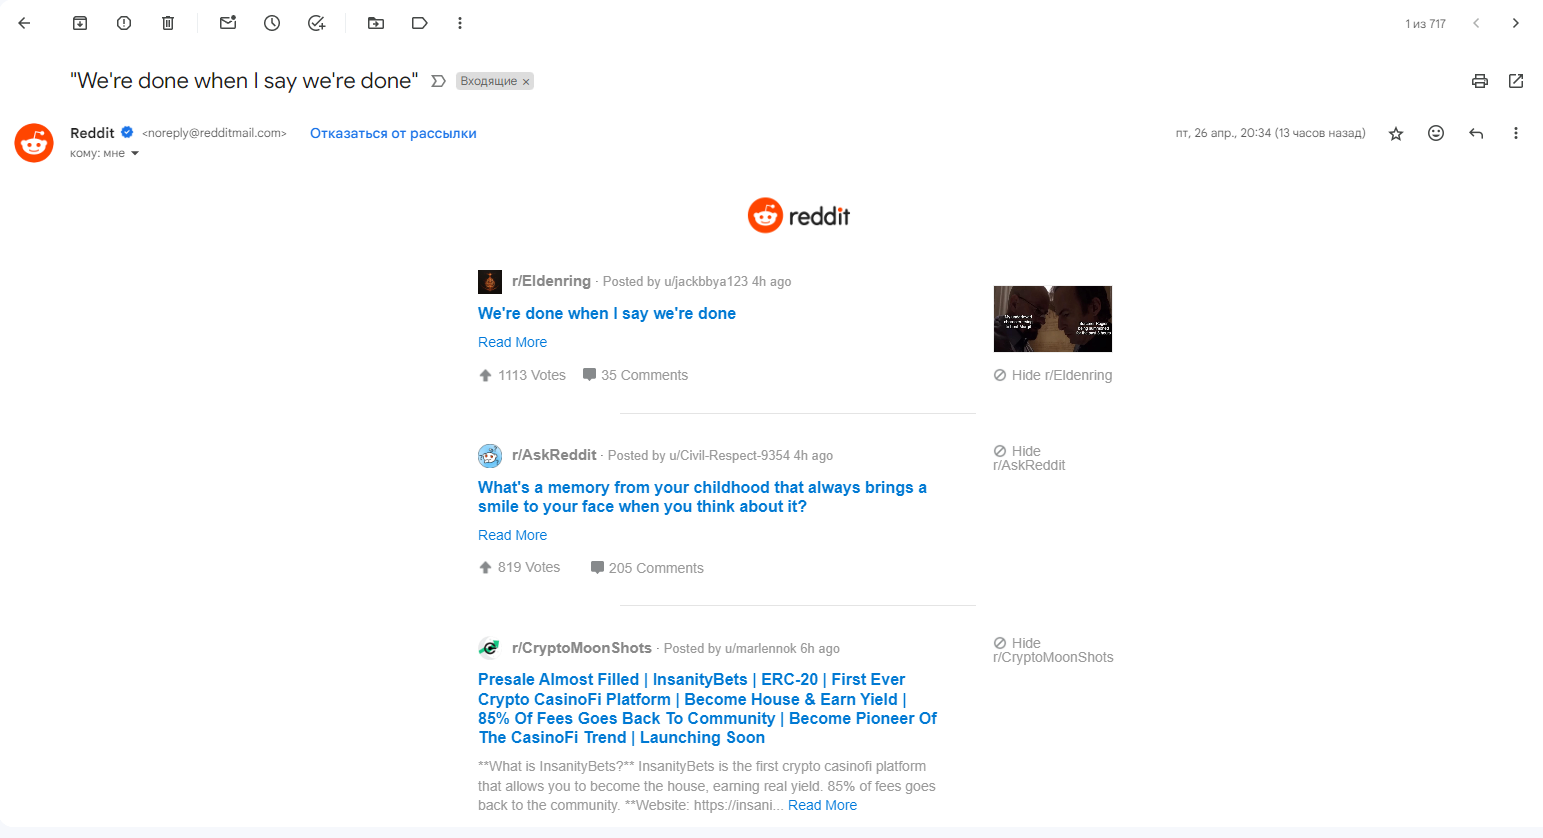 1 из 717
"We're done when I say we're done" Входящие ×
Reddit <noreply@redditmail.com> Отказаться от рассылки пт, 26 апр., 20:34 (13 часов назад)
кому: мне
reddit
r/Eldenring · Posted by u/jackbbya123 4h ago
We're done when I say we're done
Read More
1113 Votes 35 Comments
Hide r/Eldenring
r/AskReddit · Posted by u/Civil-Respect-9354 4h ago
Hide
r/AskReddit
What's a memory from your childhood that always brings a
smile to your face when you think about it?
Read More
819 Votes 205 Comments
r/CryptoMoonShots · Posted by u/marlennok 6h ago
Hide
r/CryptoMoonShots
Presale Almost Filled | InsanityBets | ERC-20 | First Ever
Crypto CasinoFi Platform | Become House & Earn Yield |
85% Of Fees Goes Back To Community | Become Pioneer Of
The CasinoFi Trend | Launching Soon
**What is InsanityBets?** InsanityBets is the first crypto casinofi platform
that allows you to become the house, earning real yield. 85% of fees goes
back to the community. **Website: https://insani... Read More